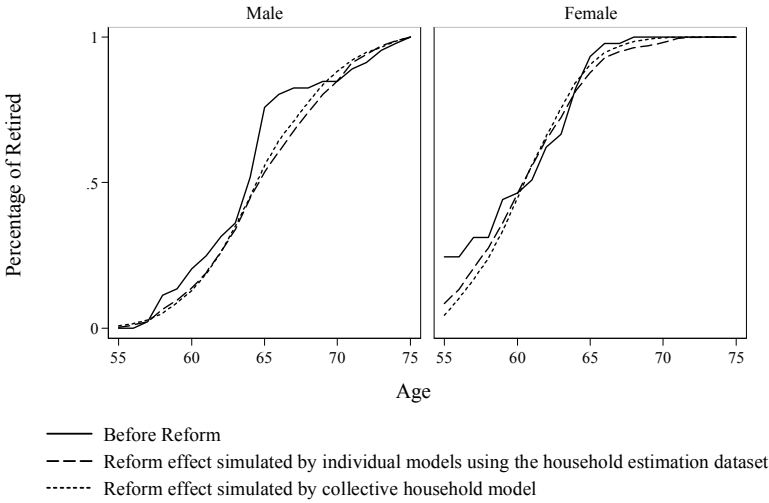 Male Female
Percentage of Retired
1
.5
0
55 60 65 70 75 55 60 65 70 75
Age
Before Reform
Reform effect simulated by individual models using the household estimation dataset
Reform effect simulated by collective household model